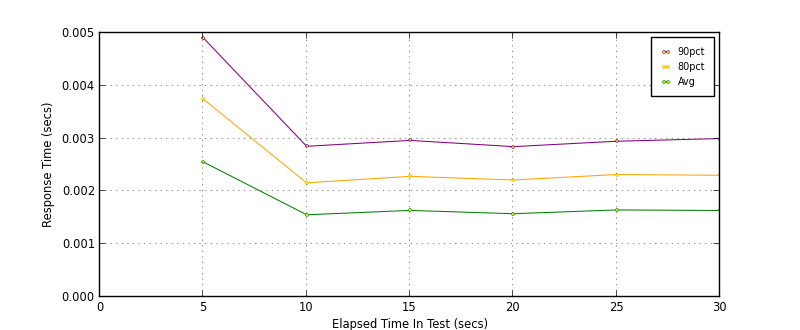 0.005
0.004
0.003
0.002
0.001
0.000
Response Time (secs)
90pct
80pct
Avg
0 5 10 15 20 25 30
Elapsed Time In Test (secs)